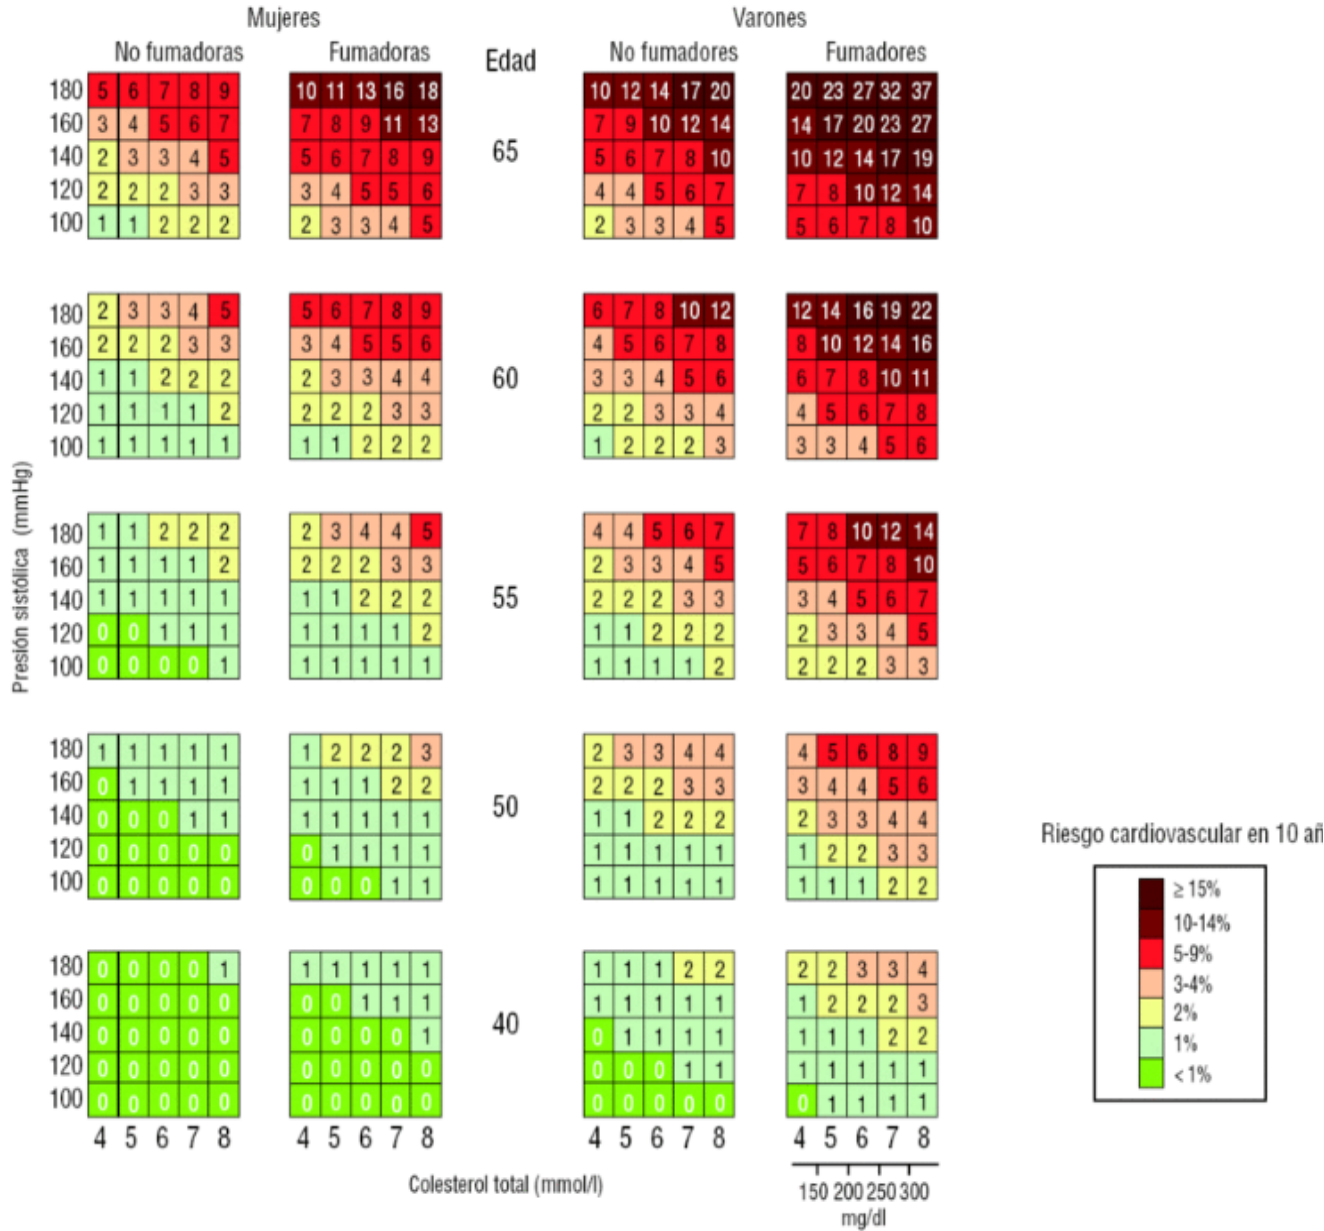 Mujeres Varones
No fumadoras Fumadoras Edad No fumadores Fumadores
180 5 6 7 8 9 10 11 13 16 18 10 12 14 17 20 20 23 27 32 37
160 3 4 5 6 7 7 8 9 11 13 7 9 10 12 14 14 17 20 23 27
140 2 3 3 4 5 5 6 7 8 9 65 5 6 7 8 10 10 12 14 17 19
120 2 2 2 3 3 3 4 5 5 6 4 4 5 6 7 7 8 10 12 14
100 1 1 2 2 2 2 3 3 4 5 2 3 3 4 5 5 6 7 8 10
180 2 3 3 4 5 5 6 7 8 9 6 7 8 10 12 12 14 16 19 22
160 2 2 2 3 3 3 4 5 5 6 4 5 6 7 8 8 10 12 14 16
140 1 1 2 2 2 2 3 3 4 4 60 3 3 4 5 6 6 7 8 10 11
120 1 1 1 1 2 2 2 2 3 3 2 2 3 3 4 4 5 6 7 8
100 1 1 1 1 1 1 1 2 2 2 1 2 2 2 3 3 3 4 5 6
Presión sistólica (mmHg)
180 1 1 2 2 2 2 3 4 4 5 4 4 5 6 7 7 8 10 12 14
160 1 1 1 1 2 2 2 2 3 3 2 3 3 4 5 5 6 7 8 10
140 1 1 1 1 1 1 1 2 2 2 55 2 2 2 3 3 3 4 5 6 7
120 0 0 1 1 1 1 1 1 1 2 1 1 2 2 2 2 3 3 4 5
100 0 0 0 0 1 1 1 1 1 1 1 1 1 1 2 2 2 2 3 3
180 1 1 1 1 1 1 2 2 2 3 2 3 3 4 4 4 5 6 8 9
160 0 1 1 1 1 1 1 1 2 2 2 2 2 3 3 3 4 4 5 6
140 0 0 0 1 1 1 1 1 1 1 50 1 1 2 2 2 2 3 3 4 4
120 0 0 0 0 0 0 1 1 1 1 1 1 1 1 1 1 2 2 3 3
100 0 0 0 0 0 0 0 0 1 1 1 1 1 1 1 1 1 1 2 2
Riesgo cardiovascular en 10 añ
≥ 15%
10-14%
5-9%
3-4%
2%
1%
< 1%
180 0 0 0 0 1 1 1 1 1 1 1 1 1 2 2 2 2 3 3 4
160 0 0 0 0 0 0 0 1 1 1 1 1 1 1 1 1 2 2 2 3
140 0 0 0 0 0 0 0 0 0 1 40 0 1 1 1 1 1 1 1 2 2
120 0 0 0 0 0 0 0 0 0 0 0 0 0 1 1 1 1 1 1 1
100 0 0 0 0 0 0 0 0 0 0 0 0 0 0 0 0 1 1 1 1
4 5 6 7 8 4 5 6 7 8 4 5 6 7 8 4 5 6 7 8
Colesterol total (mmol/l)
150 200 250 300
mg/dl